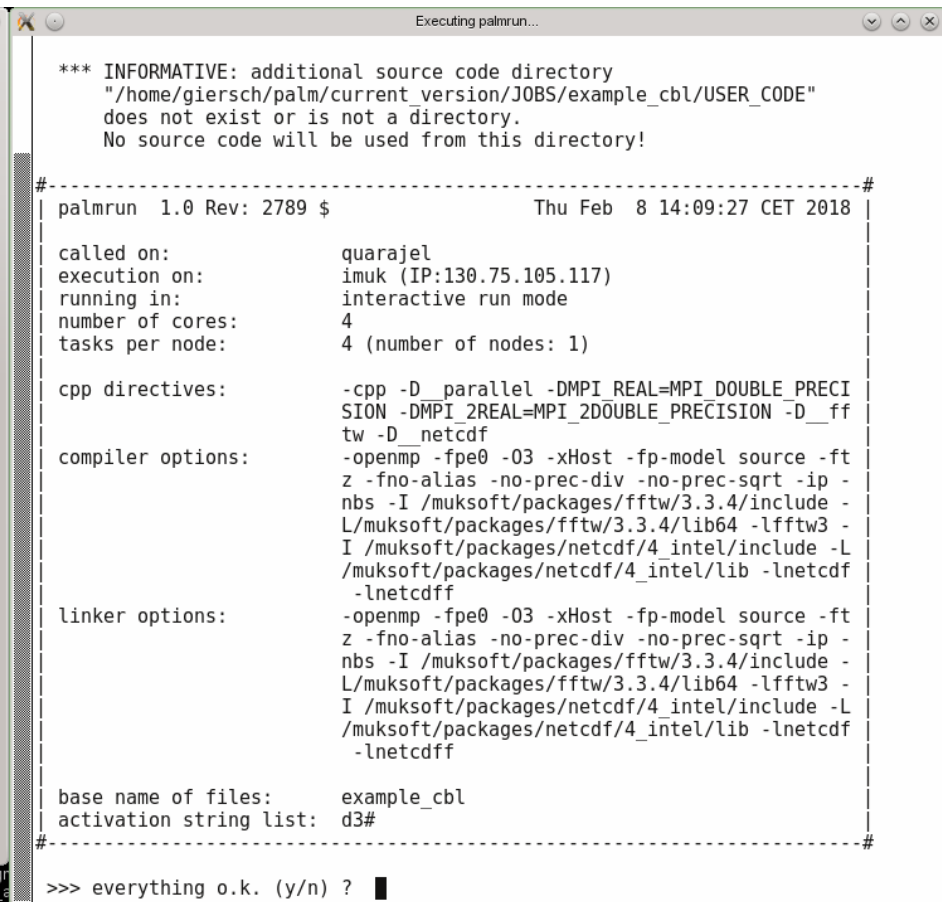 Executing palmrun...
*** INFORMATIVE: additional source code directory
"/home/giersch/palm/current_version/JOBS/example_cbl/USER_CODE"
does not exist or is not a directory.
No source code will be used from this directory!
#------------------------------------------------------------------------#
| palmrun  1.0 Rev: 2789 $                  Thu Feb  8 14:09:27 CET 2018 |
| called on:               quarajel |
| execution on:            imuk (IP:130.75.105.117) |
| running in:              interactive run mode |
| number of cores:         4 |
| tasks per node:          4 (number of nodes: 1) |
| cpp directives:          -cpp -D__parallel -DMPI_REAL=MPI_DOUBLE_PRECI |
| SION -DMPI_2REAL=MPI_2DOUBLE_PRECISION -D__ff |
| tw -D__netcdf |
| compiler options:        -openmp -fpe0 -O3 -xHost -fp-model source -ft |
| z -fno-alias -no-prec-div -no-prec-sqrt -ip - |
| nbs -I /muksoft/packages/fftw/3.3.4/include - |
| L/muksoft/packages/fftw/3.3.4/lib64 -lfftw3 - |
| I /muksoft/packages/netcdf/4_intel/include -L |
| /muksoft/packages/netcdf/4_intel/lib -lnetcdf |
| -lnetcdff |
| linker options:          -openmp -fpe0 -O3 -xHost -fp-model source -ft |
| z -fno-alias -no-prec-div -no-prec-sqrt -ip - |
| nbs -I /muksoft/packages/fftw/3.3.4/include - |
| L/muksoft/packages/fftw/3.3.4/lib64 -lfftw3 - |
| I /muksoft/packages/netcdf/4_intel/include -L |
| /muksoft/packages/netcdf/4_intel/lib -lnetcdf |
| -lnetcdff |
| base name of files:      example_cbl |
| activation string list:  d3# |
#------------------------------------------------------------------------#
>>> everything o.k. (y/n) ?